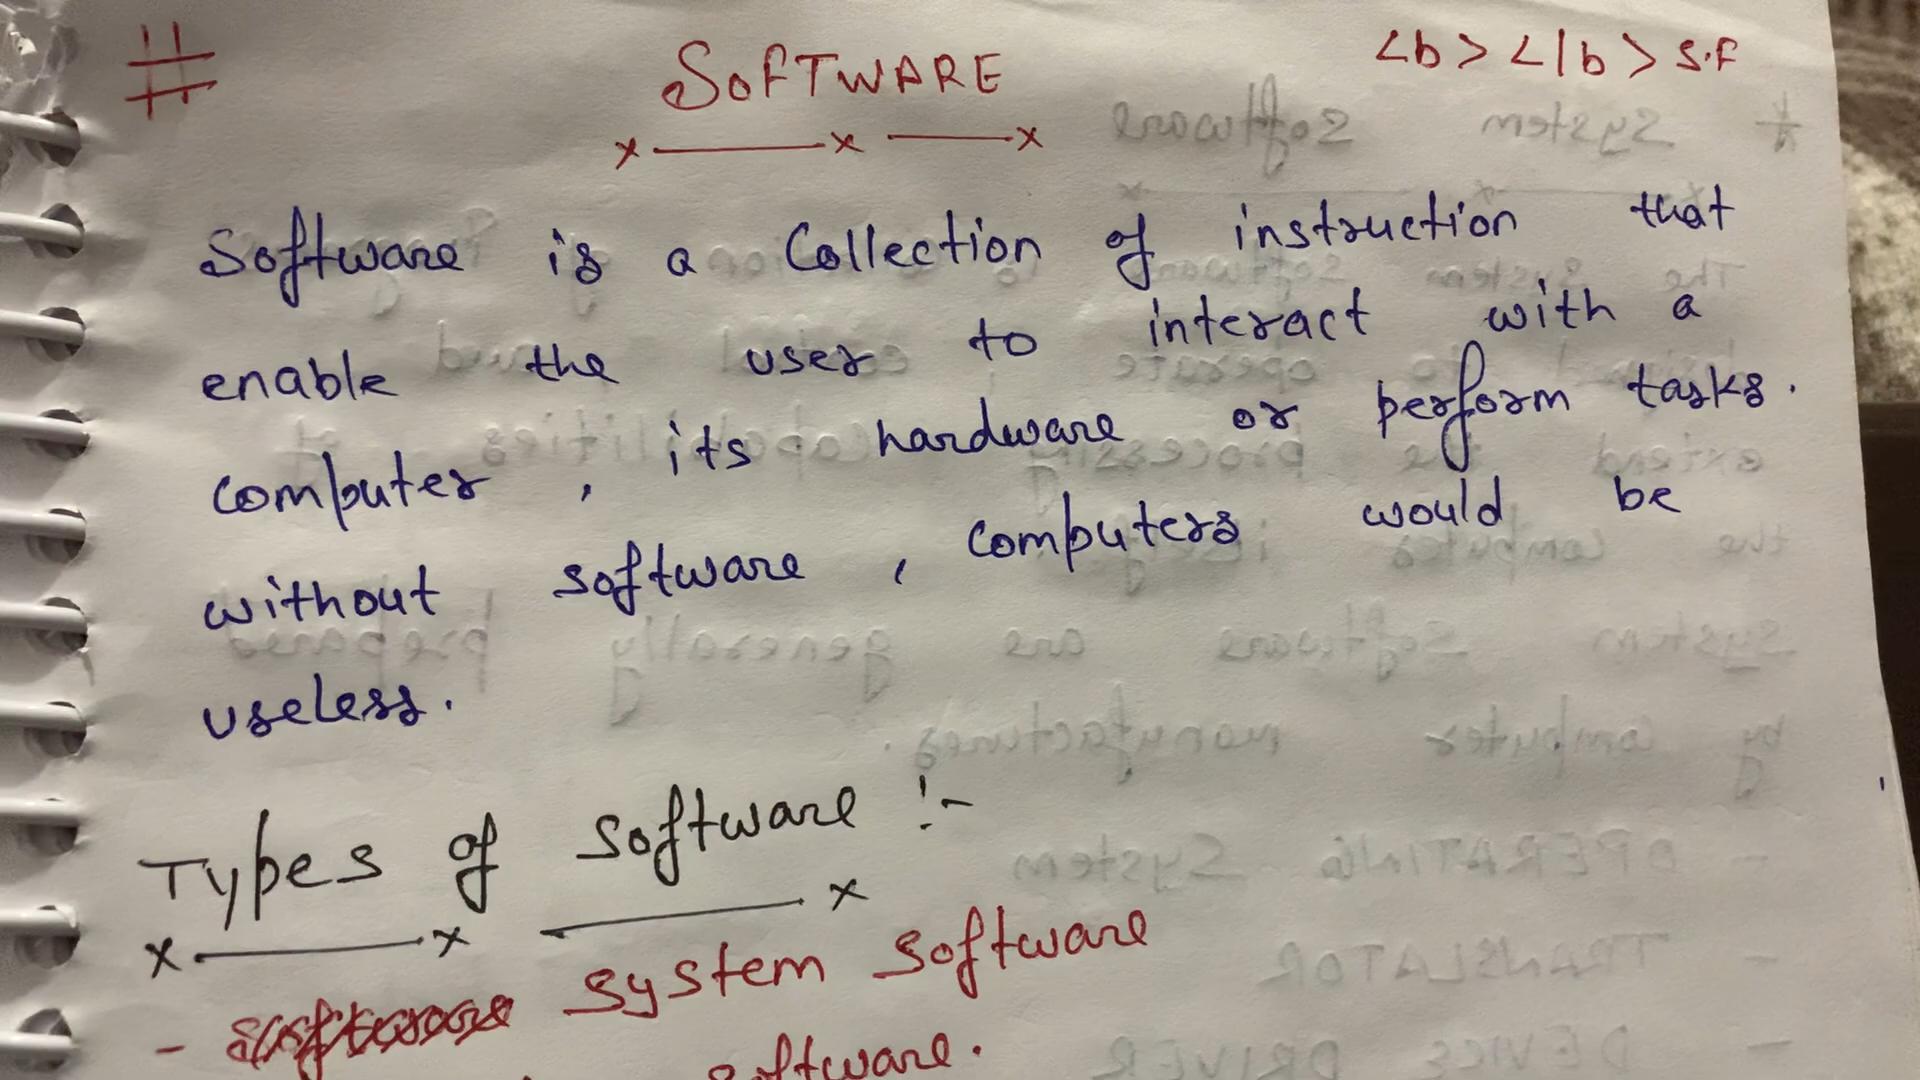 # SOFTWARE <b> </b> S.F
Software is a Collection of instruction that
enable the user to interact with a
computer, its hardware or perform tasks.
without software, computers would be
useless.
Types of software :-
- System software
software.